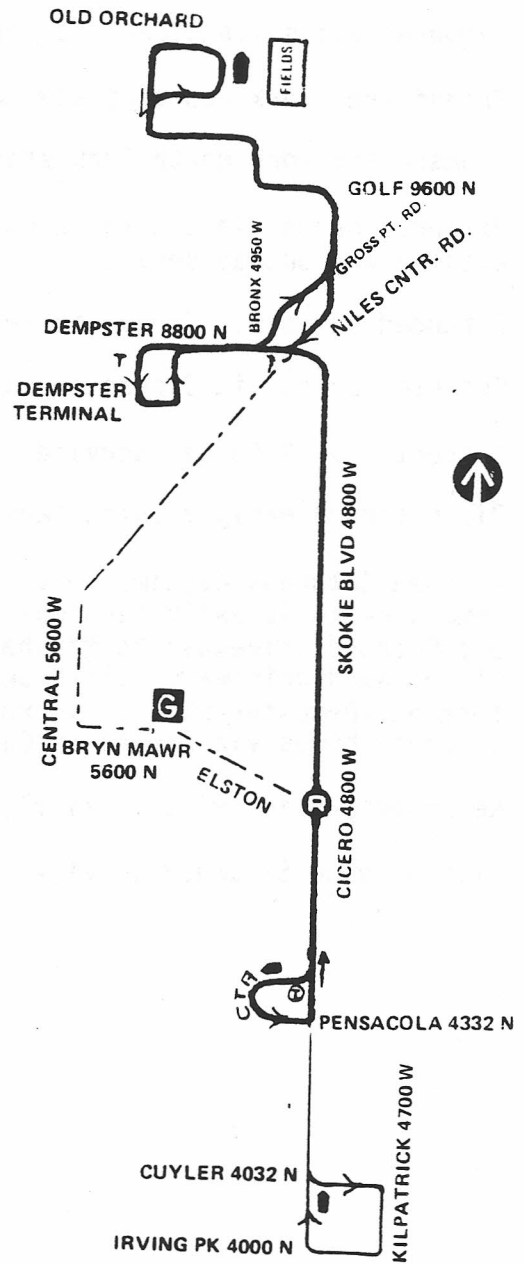 OLD ORCHARD
FIELDS
GOLF 9600 N
GROSS PT. RD.
BRONX 4950 W
NILES CNTR. RD.
DEMPSTER 8800 N
T
DEMPSTER
TERMINAL
SKOKIE BLVD 4800 W
CENTRAL 5600 W
G
BRYN MAWR
5600 N
ELSTON
R
CICERO 4800 W
CTA
PENSACOLA 4332 N
CUYLER 4032 N
KILPATRICK 4700 W
IRVING PK 4000 N